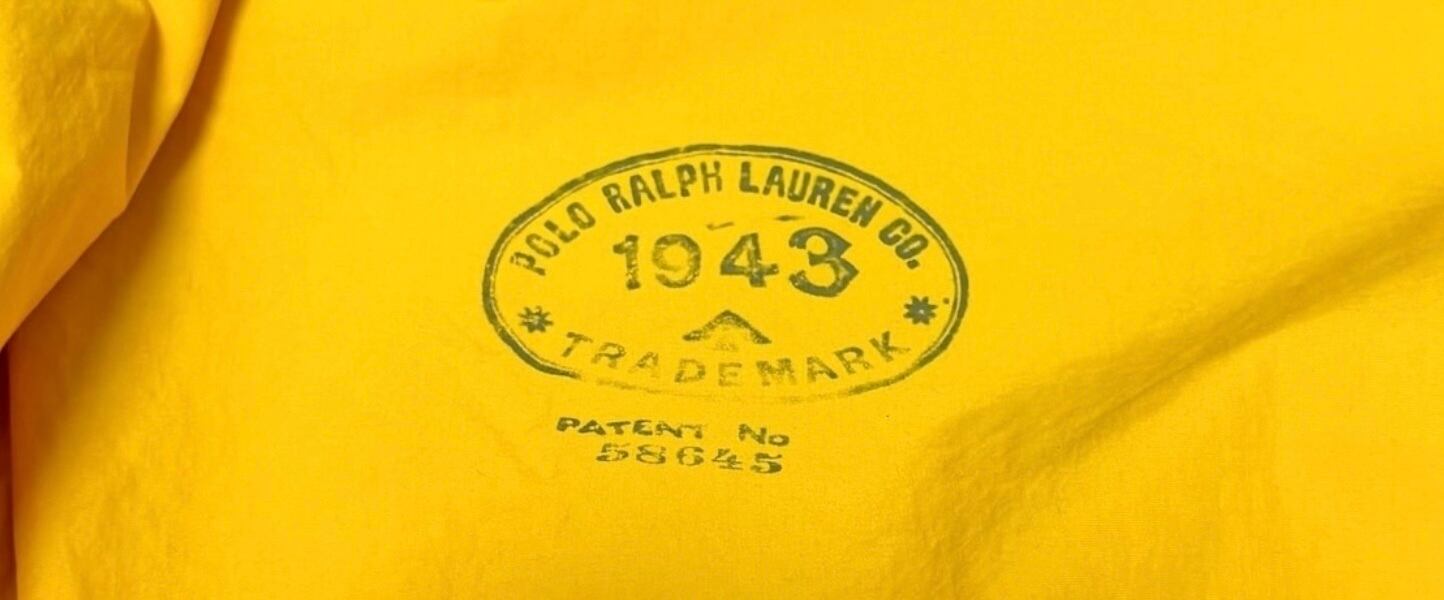 POLO RALPH LAUREN CO.
1943
TRADEMARK
PATENT No
58645